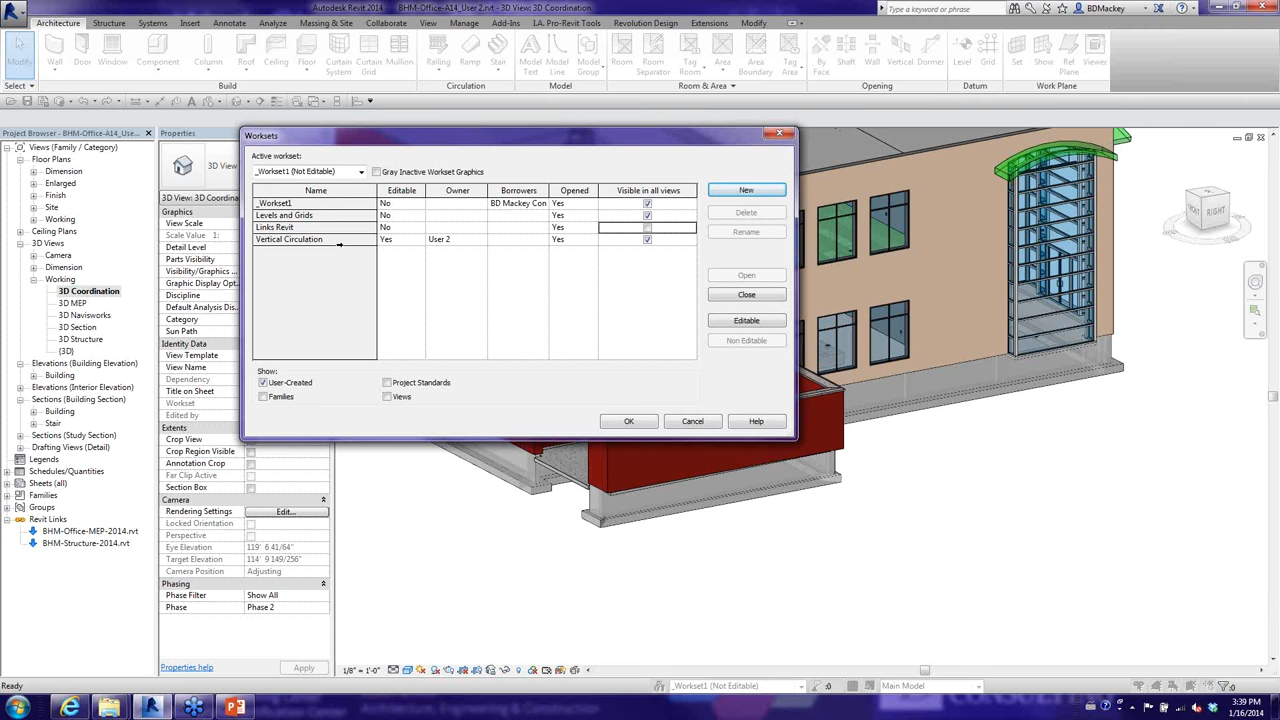 Autodesk Revit 2014 - BHM-Office-A14_User2.rvt - 3D View: 3D Coordination
Type a keyword or phrase
BDMackey
Architecture Structure Systems Insert Annotate Analyze Massing & Site Collaborate View Manage Add-Ins I.A. Pro-Revit Tools Revolution Design Extensions Modify
Modify Wall Door Window Component Column Roof Ceiling Floor Curtain System Curtain Grid Mullion Railing Ramp Stair Model Text Model Line Model Group Room Room Separator Tag Room Area Area Boundary Tag Area By Face Shaft Wall Vertical Dormer Level Grid Set Show Ref Plane Viewer
Select Build Circulation Model Room & Area Opening Datum Work Plane
Project Browser - BHM-Office-A14_Use...
Views (Family / Category)
Floor Plans
Dimension
Enlarged
Finish
Site
Working
Ceiling Plans
3D Views
Camera
Dimension
Working
3D Coordination
3D MEP
3D Navisworks
3D Section
3D Structure
{3D}
Elevations (Building Elevation)
Building
Elevations (Interior Elevation)
Sections (Building Section)
Building
Stair
Sections (Study Section)
Drafting Views (Detail)
Legends
Schedules/Quantities
Sheets (all)
Families
Groups
Revit Links
BHM-Office-MEP-2014.rvt
BHM-Structure-2014.rvt
Properties
3D View
3D View: 3D Coordina
Graphics
View Scale
Scale Value 1:
Detail Level
Parts Visibility
Visibility/Graphics
Graphic Display Opt
Discipline
Default Analysis Dis
Category
Sun Path
Identity Data
View Template
View Name
Dependency
Title on Sheet
Workset
Edited by
Extents
Crop View
Crop Region Visible
Annotation Crop
Far Clip Active
Section Box
Camera
Rendering Settings Edit...
Locked Orientation
Perspective
Eye Elevation 119' 6 41/64"
Target Elevation 114' 9 149/256"
Camera Position Adjusting
Phasing
Phase Filter Show All
Phase Phase 2
Properties help Apply
Worksets
Active workset:
_Workset1 (Not Editable) Gray Inactive Workset Graphics
Name Editable Owner Borrowers Opened Visible in all views
_Workset1 No BD Mackey Con Yes
Levels and Grids No Yes
Links Revit No Yes
Vertical Circulation Yes User 2 Yes
New
Delete
Rename
Open
Close
Editable
Non Editable
Show:
User-Created Project Standards
Families Views
OK Cancel Help
RIGHT
1/8" = 1'-0"
Ready
_Workset1 (Not Editable) :0 Main Model :0
3:39 PM
1/16/2014